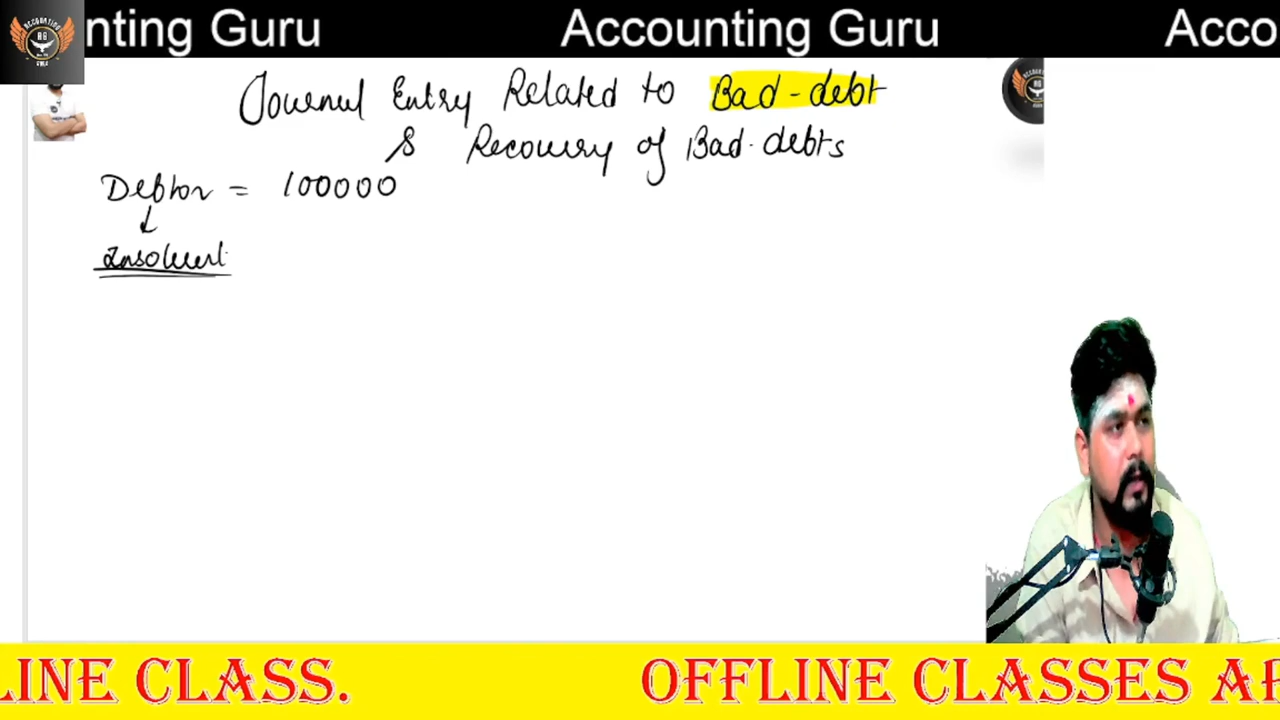 nting Guru Accounting Guru Acco
Journal Entry Related to Bad-debt
& Recovery of Bad-debts
Debtor = 100000
↓
Insolvent
LINE CLASS. OFFLINE CLASSES AP